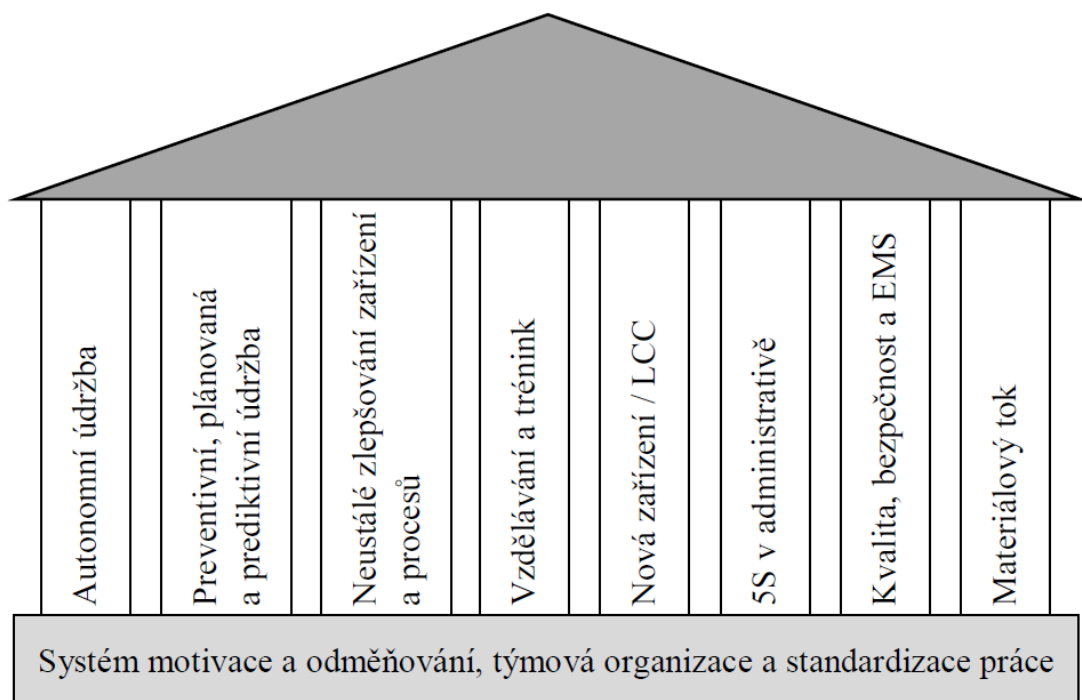 Autonomní údržba
Preventivní, plánovaná
a prediktivní údržba
Neustálé zlepšování zařízení
a procesů
Vzdělávání a trénink
Nová zařízení / LCC
5S v administrativě
Kvalita, bezpečnost a EMS
Materiálový tok
Systém motivace a odměňování, týmová organizace a standardizace práce